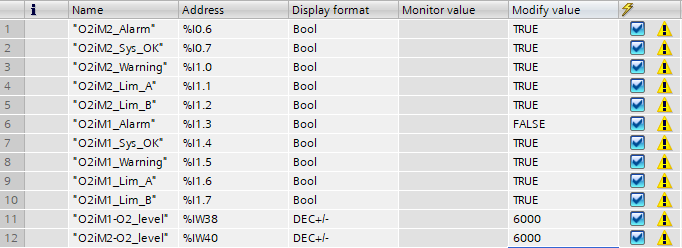 i Name Address Display format Monitor value Modify value
1 "O2iM2_Alarm" %I0.6 Bool TRUE
2 "O2iM2_Sys_OK" %I0.7 Bool TRUE
3 "O2iM2_Warning" %I1.0 Bool TRUE
4 "O2iM2_Lim_A" %I1.1 Bool TRUE
5 "O2iM2_Lim_B" %I1.2 Bool TRUE
6 "O2iM1_Alarm" %I1.3 Bool FALSE
7 "O2iM1_Sys_OK" %I1.4 Bool TRUE
8 "O2iM1_Warning" %I1.5 Bool TRUE
9 "O2iM1_Lim_A" %I1.6 Bool TRUE
10 "O2iM1_Lim_B" %I1.7 Bool TRUE
11 "O2iM1-O2_level" %IW38 DEC+/- 6000
12 "O2iM2-O2_level" %IW40 DEC+/- 6000